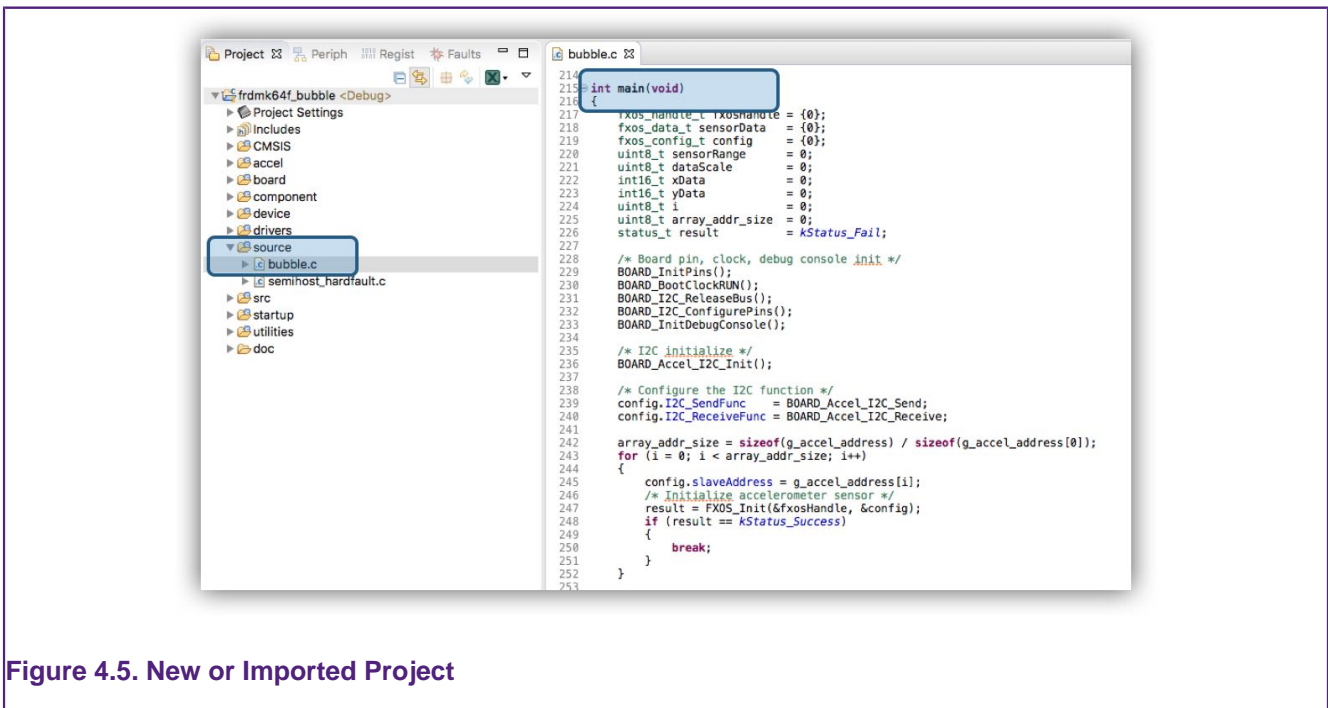 Project Periph Regist Faults
frdmk64f_bubble <Debug>
Project Settings
Includes
CMSIS
accel
board
component
device
drivers
source
bubble.c
semihost_hardfault.c
src
startup
utilities
doc
bubble.c
214
215 int main(void)
216 {
217 fxos_handle_t fxosHandle = {0};
218 fxos_data_t sensorData = {0};
219 fxos_config_t config = {0};
220 uint8_t sensorRange = 0;
221 uint8_t dataScale = 0;
222 int16_t xData = 0;
223 int16_t yData = 0;
224 uint8_t i = 0;
225 uint8_t array_addr_size = 0;
226 status_t result = kStatus_Fail;
227
228 /* Board pin, clock, debug console init */
229 BOARD_InitPins();
230 BOARD_BootClockRUN();
231 BOARD_I2C_ReleaseBus();
232 BOARD_I2C_ConfigurePins();
233 BOARD_InitDebugConsole();
234
235 /* I2C initialize */
236 BOARD_Accel_I2C_Init();
237
238 /* Configure the I2C function */
239 config.I2C_SendFunc = BOARD_Accel_I2C_Send;
240 config.I2C_ReceiveFunc = BOARD_Accel_I2C_Receive;
241
242 array_addr_size = sizeof(g_accel_address) / sizeof(g_accel_address[0]);
243 for (i = 0; i < array_addr_size; i++)
244 {
245 config.slaveAddress = g_accel_address[i];
246 /* Initialize accelerometer sensor */
247 result = FXOS_Init(&fxosHandle, &config);
248 if (result == kStatus_Success)
249 {
250 break;
251 }
252 }
253
Figure 4.5. New or Imported Project